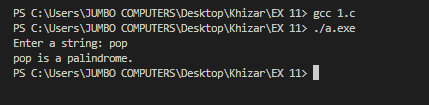 PS C:\Users\JUMBO COMPUTERS\Desktop\Khizar\EX 11> gcc 1.c
PS C:\Users\JUMBO COMPUTERS\Desktop\Khizar\EX 11> ./a.exe
Enter a string: pop
pop is a palindrome.
PS C:\Users\JUMBO COMPUTERS\Desktop\Khizar\EX 11>